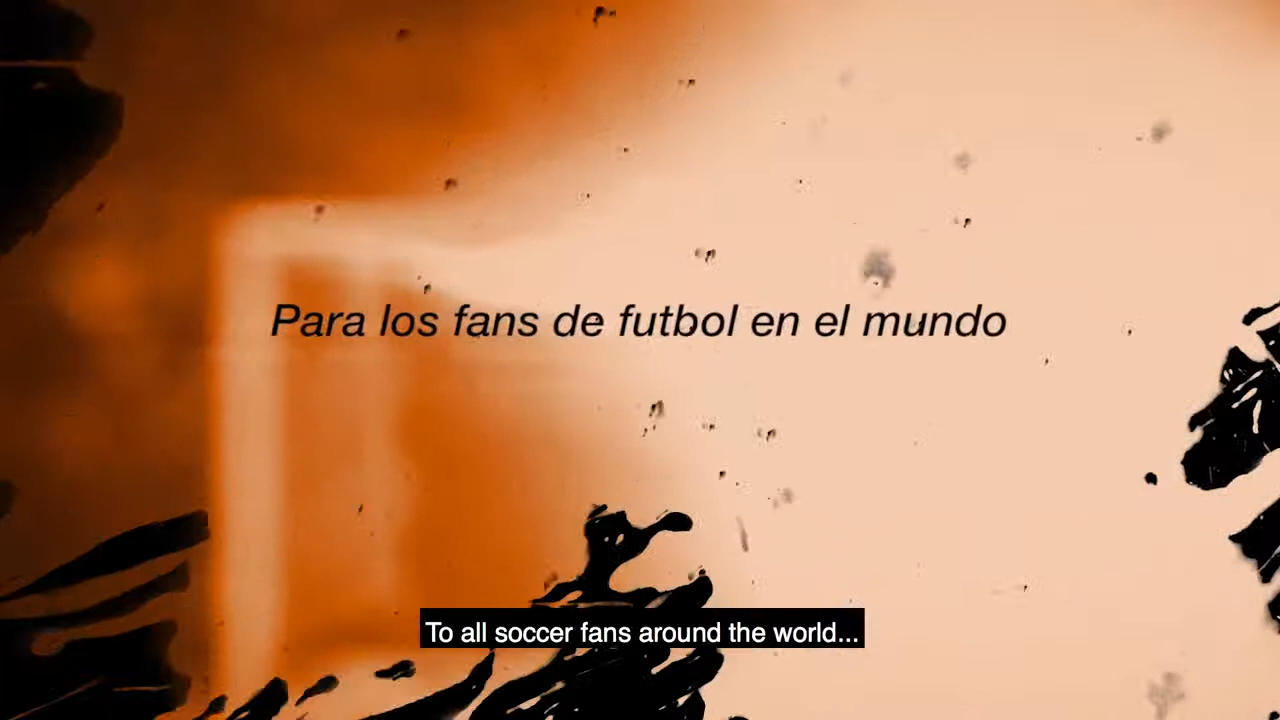 Para los fans de futbol en el mundo
To all soccer fans around the world...